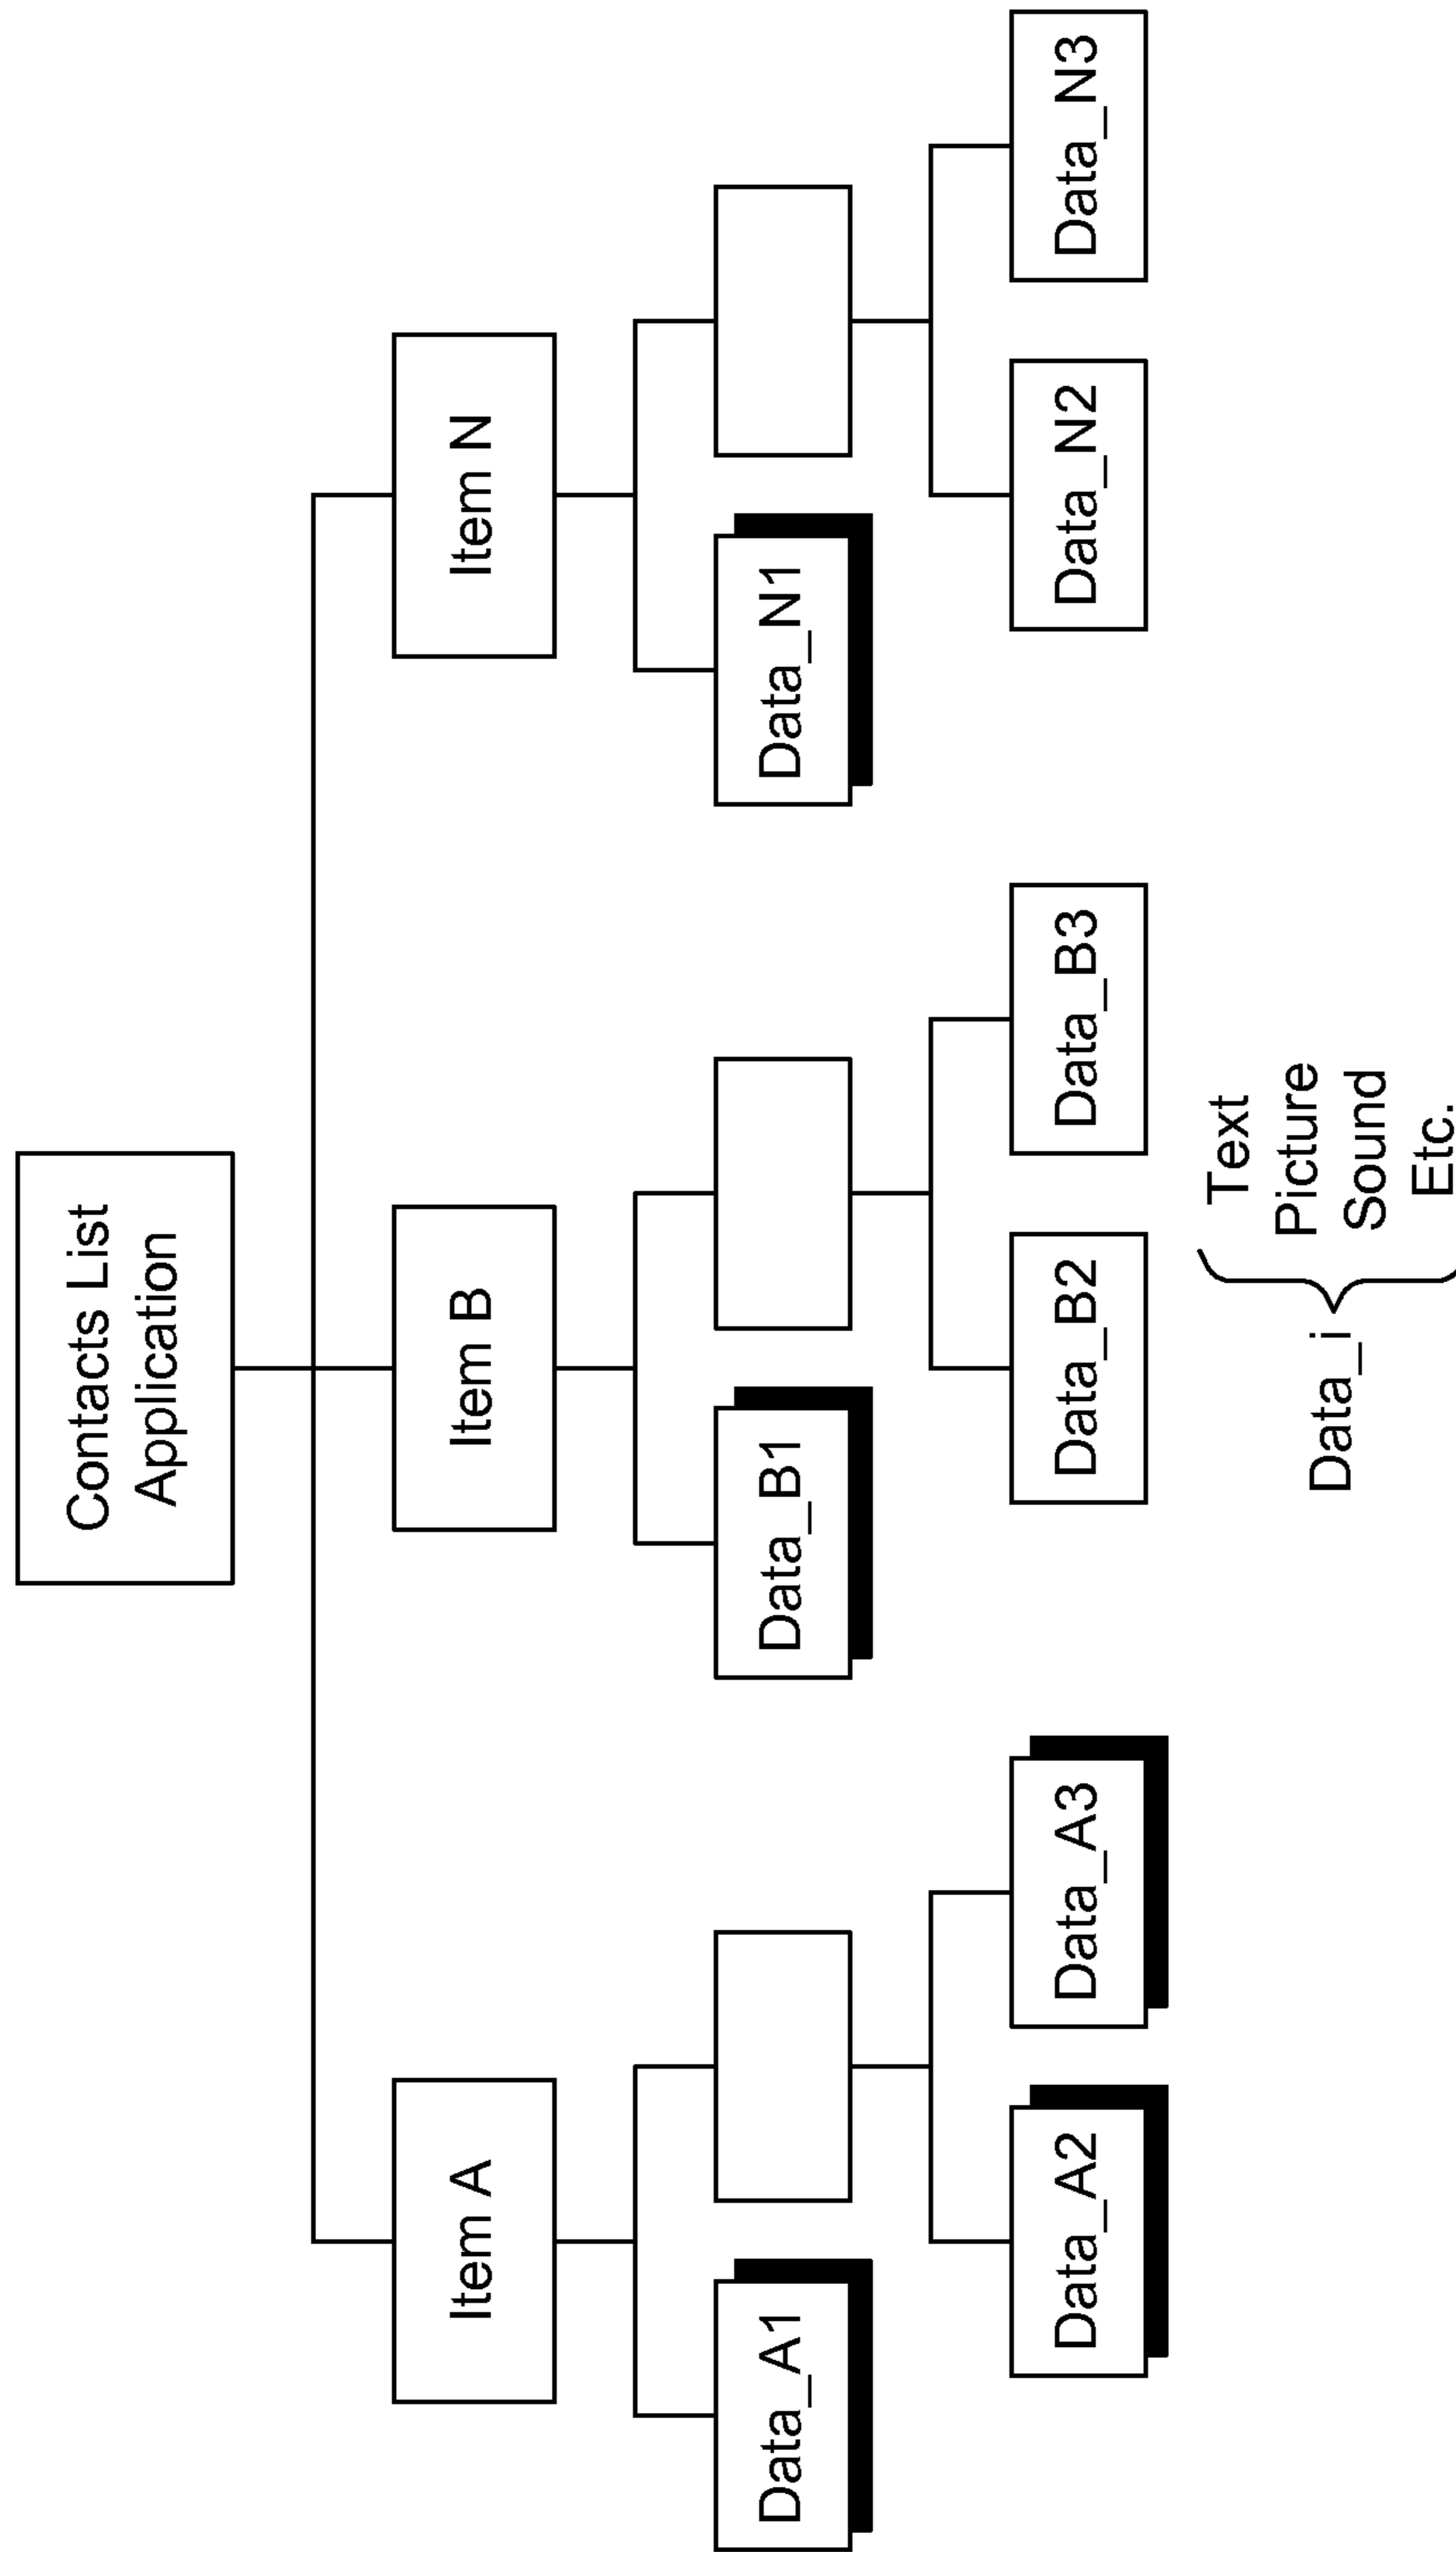 Contacts List
Application
Item A
Item B
Item N
Data_A1
Data_B1
Data_N1
Data_A2
Data_A3
Data_B2
Data_B3
Data_N2
Data_N3
Data_i
Text
Picture
Sound
Etc.